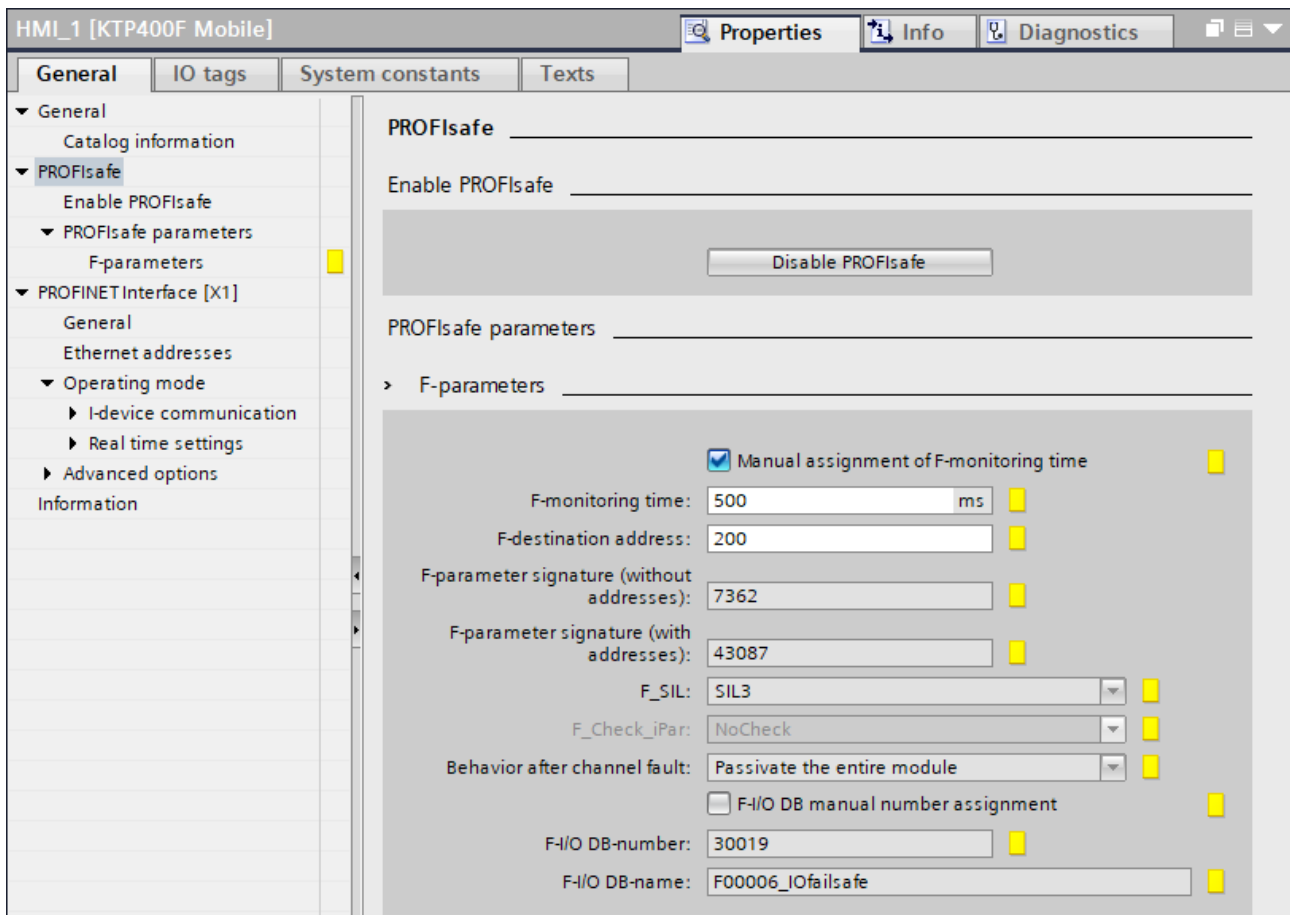 HMI_1 [KTP400F Mobile]
Properties
Info
Diagnostics
General
IO tags
System constants
Texts
General
Catalog information
PROFIsafe
Enable PROFIsafe
PROFIsafe parameters
F-parameters
PROFINET Interface [X1]
General
Ethernet addresses
Operating mode
I-device communication
Real time settings
Advanced options
Information
PROFIsafe
Enable PROFIsafe
Disable PROFIsafe
PROFIsafe parameters
F-parameters
Manual assignment of F-monitoring time
F-monitoring time: 500 ms
F-destination address: 200
F-parameter signature (without
addresses): 7362
F-parameter signature (with
addresses): 43087
F_SIL: SIL3
F_Check_iPar: NoCheck
Behavior after channel fault: Passivate the entire module
F-I/O DB manual number assignment
F-I/O DB-number: 30019
F-I/O DB-name: F00006_IOfailsafe